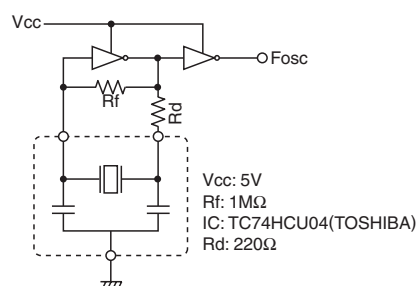 Vcc
Fosc
Rf
Rd
Vcc: 5V
Rf: 1MΩ
IC: TC74HCU04(TOSHIBA)
Rd: 220Ω